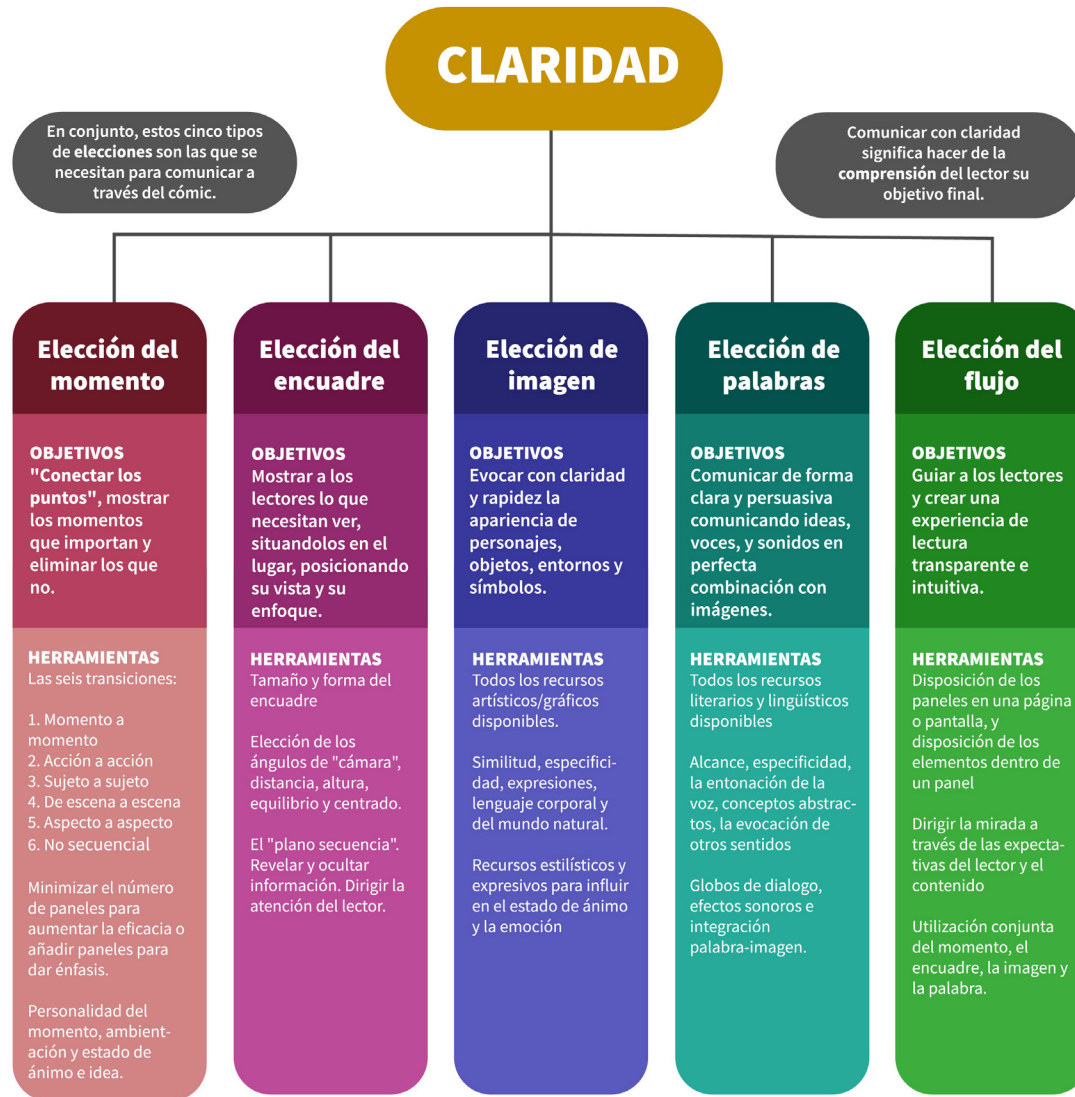 CLARIDAD
En conjunto, estos cinco tipos
de elecciones son las que se
necesitan para comunicar a
través del cómic.
Comunicar con claridad
significa hacer de la
comprensión del lector su
objetivo final.
Elección del
momento
OBJETIVOS
"Conectar los
puntos", mostrar
los momentos
que importan y
eliminar los que
no.
HERRAMIENTAS
Las seis transiciones:
1. Momento a
momento
2. Acción a acción
3. Sujeto a sujeto
4. De escena a escena
5. Aspecto a aspecto
6. No secuencial
Minimizar el número
de paneles para
aumentar la eficacia o
añadir paneles para
dar énfasis.
Personalidad del
momento, ambient-
ación y estado de
ánimo e idea.
Elección del
encuadre
OBJETIVOS
Mostrar a los
lectores lo que
necesitan ver,
situandolos en el
lugar, posicionando
su vista y su
enfoque.
HERRAMIENTAS
Tamaño y forma del
encuadre
Elección de los
ángulos de "cámara",
distancia, altura,
equilibrio y centrado.
El "plano secuencia".
Revelar y ocultar
información. Dirigir la
atención del lector.
Elección de
imagen
OBJETIVOS
Evocar con claridad
y rapidez la
apariencia de
personajes,
objetos, entornos y
símbolos.
HERRAMIENTAS
Todos los recursos
artísticos/gráficos
disponibles.
Similitud, especifici-
dad, expresiones,
lenguaje corporal y
del mundo natural.
Recursos estilísticos y
expresivos para influir
en el estado de ánimo
y la emoción
Elección de
palabras
OBJETIVOS
Comunicar de forma
clara y persuasiva
comunicando ideas,
voces, y sonidos en
perfecta
combinación con
imágenes.
HERRAMIENTAS
Todos los recursos
literarios y lingüísticos
disponibles
Alcance, especificidad,
la entonación de la
voz, conceptos abstrac-
tos, la evocación de
otros sentidos
Globos de dialogo,
efectos sonoros e
integración
palabra-imagen.
Elección del
flujo
OBJETIVOS
Guiar a los lectores
y crear una
experiencia de
lectura
transparente e
intuitiva.
HERRAMIENTAS
Disposición de los
paneles en una página
o pantalla, y
disposición de los
elementos dentro de
un panel
Dirigir la mirada a
través de las expecta-
tivas del lector y el
contenido
Utilización conjunta
del momento, el
encuadre, la imagen y
la palabra.